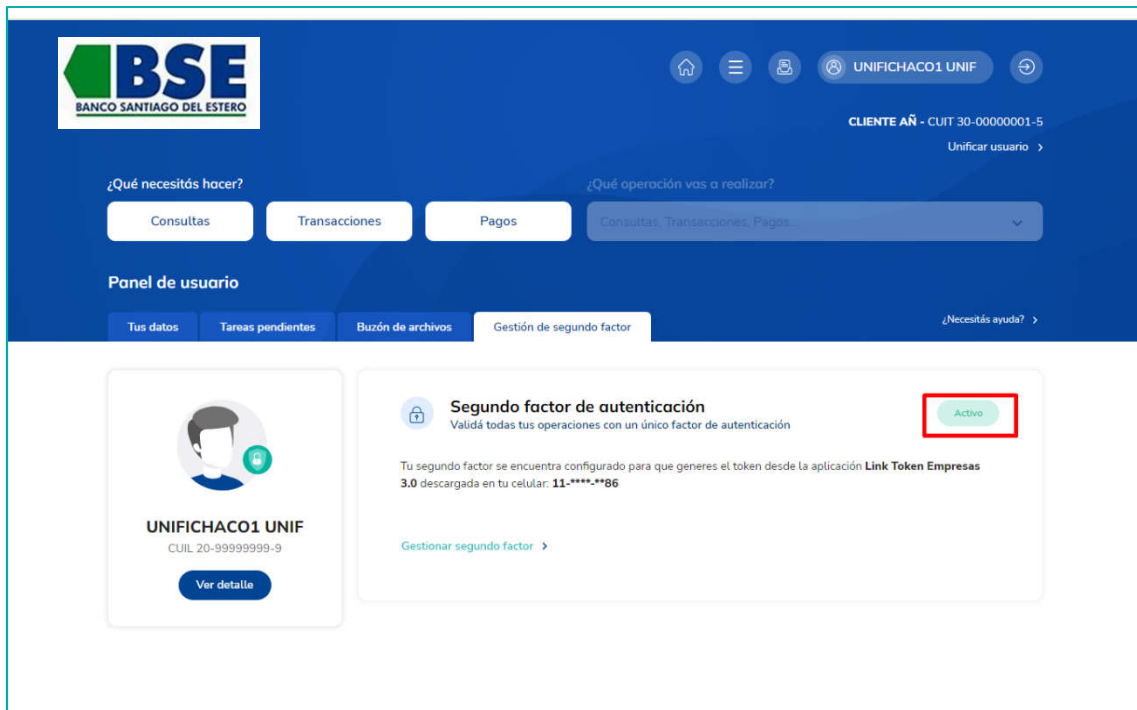 BSE
BANCO SANTIAGO DEL ESTERO
UNIFICHACO1 UNIF
CLIENTE AÑ - CUIT 30-00000001-5
Unificar usuario
¿Qué necesitás hacer?
¿Qué operación vas a realizar?
Consultas
Transacciones
Pagos
Consultas, Transacciones, Pagos...
Panel de usuario
Tus datos
Tareas pendientes
Buzón de archivos
Gestión de segundo factor
¿Necesitás ayuda?
UNIFICHACO1 UNIF
CUIL 20-99999999-9
Ver detalle
Segundo factor de autenticación
Validá todas tus operaciones con un único factor de autenticación
Activo
Tu segundo factor se encuentra configurado para que generes el token desde la aplicación Link Token Empresas
3.0 descargada en tu celular: 11-****-**86
Gestionar segundo factor